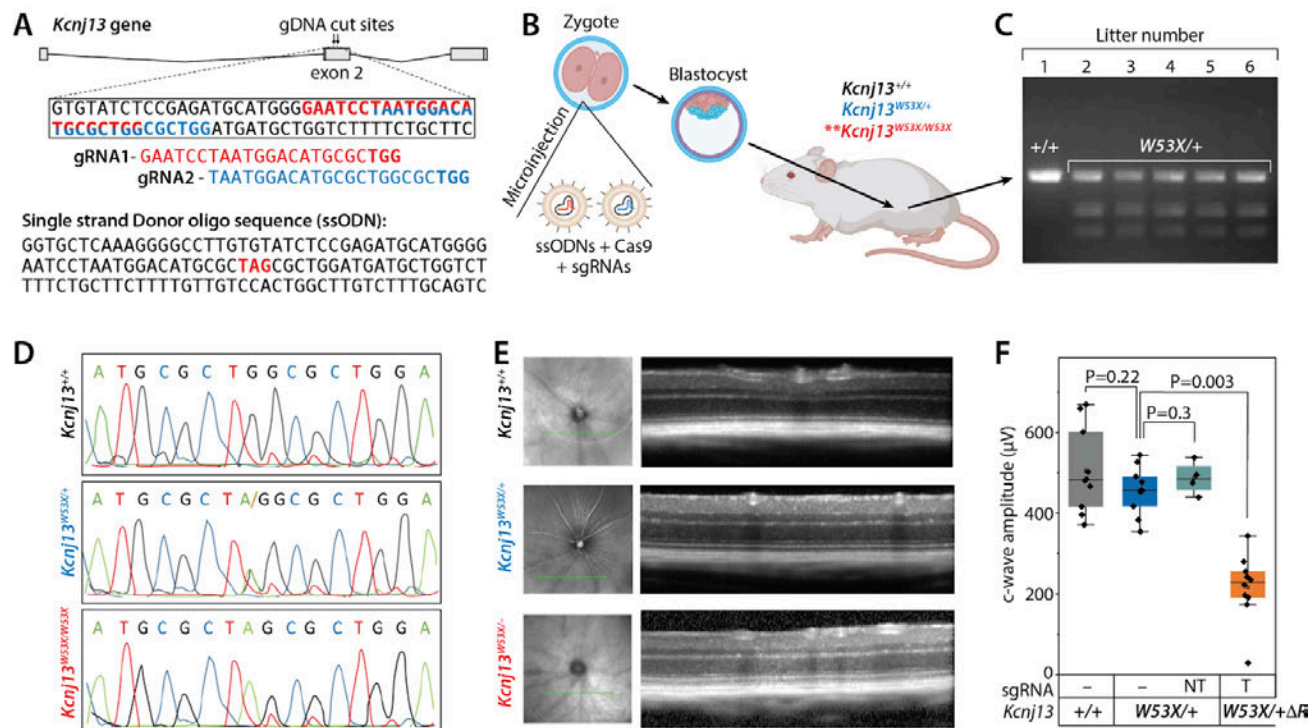 A
Kcnj13 gene
gDNA cut sites
exon 2
GTGTATCTCCGAGATGCATGGGGAATCCTAATGGACA
TGCGCTGGCGCTGGATGATGCTGGTCTTTTCTGCTTC
gRNA1-GAATCCTAATGGACATGCGCTGG
gRNA2 - TAATGGACATGCGCTGGCGCTGG
Single strand Donor oligo sequence (ssODN):
GGTGCTCAAAGGGGCCTTGTGTATCTCCGAGATGCATGGGG
AATCCTAATGGACATGCGCTAGCGCTGGATGATGCTGGTCT
TTTCTGCTTCTTTTGTTGTCCACTGGCTTGTCTTTGCAGTC
B
Zygote
Blastocyst
Microinjection
ssODNs + Cas9
+ sgRNAs
Kcnj13+/+
Kcnj13W53X/+
**Kcnj13W53X/W53X
C
Litter number
1 2 3 4 5 6
+/+ W53X/+
D
Kcnj13+/+
A T G C G C T G G C G C T G G A
Kcnj13W53X/+
A T G C G C T A/G G C G C T G G A
Kcnj13W53X/W53X
A T G C G C T A G C G C T G G A
E
Kcnj13+/+
Kcnj13W53X/+
Kcnj13W53X/-
F
c-wave amplitude (µV)
600
400
200
0
P=0.22
P=0.003
P=0.3
sgRNA – – NT T
Kcnj13 +/+ W53X/+ W53X/+ΔR